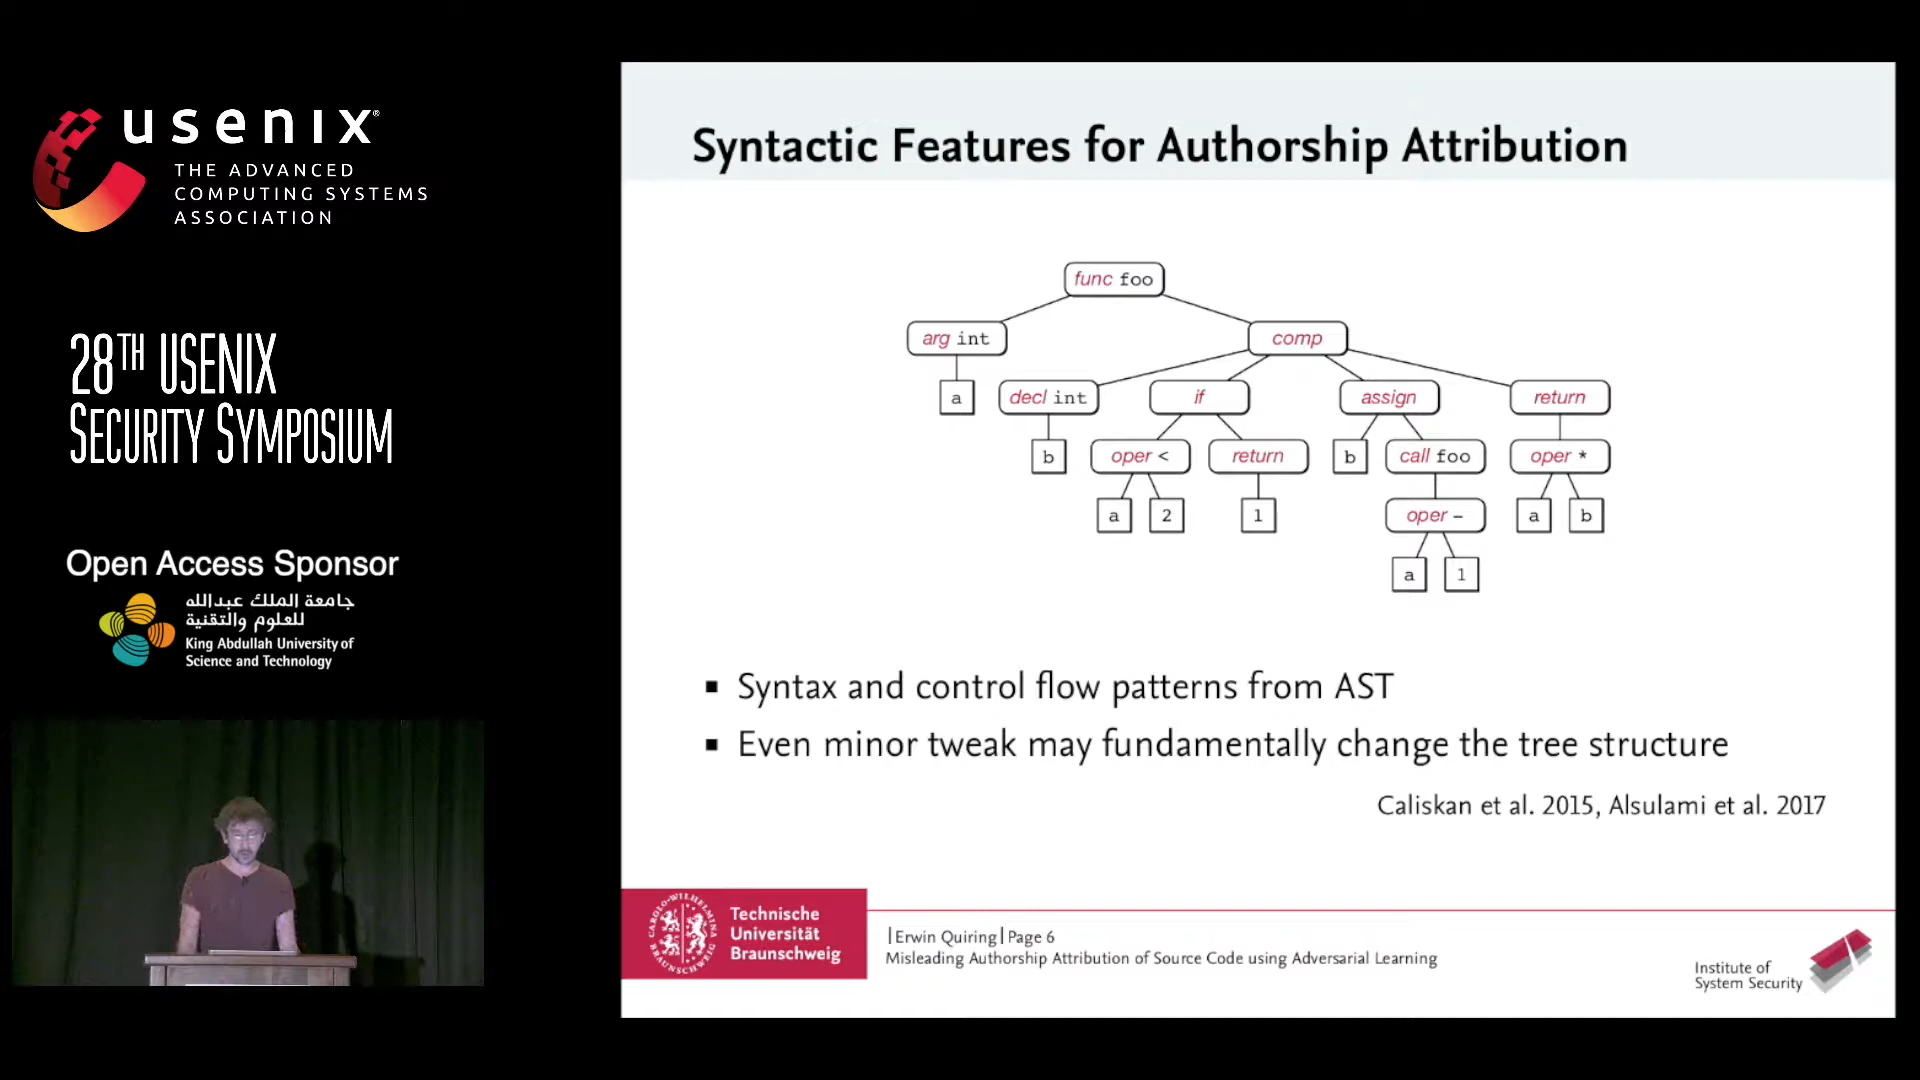 usenix®
THE ADVANCED
COMPUTING SYSTEMS
ASSOCIATION
28TH USENIX
SECURITY SYMPOSIUM
Open Access Sponsor
جامعة الملك عبدالله
للعلوم والتقنية
King Abdullah University of
Science and Technology
Syntactic Features for Authorship Attribution
func foo
arg int
comp
a
decl int
if
assign
return
b
oper <
return
b
call foo
oper *
a
2
1
oper -
a
b
a
1
▪ Syntax and control flow patterns from AST
▪ Even minor tweak may fundamentally change the tree structure
Caliskan et al. 2015, Alsulami et al. 2017
CAROLO-WILHELMINA
BRAUNSCHWEIG
Technische
Universität
Braunschweig
| Erwin Quiring | Page 6
Misleading Authorship Attribution of Source Code using Adversarial Learning
Institute of
System Security